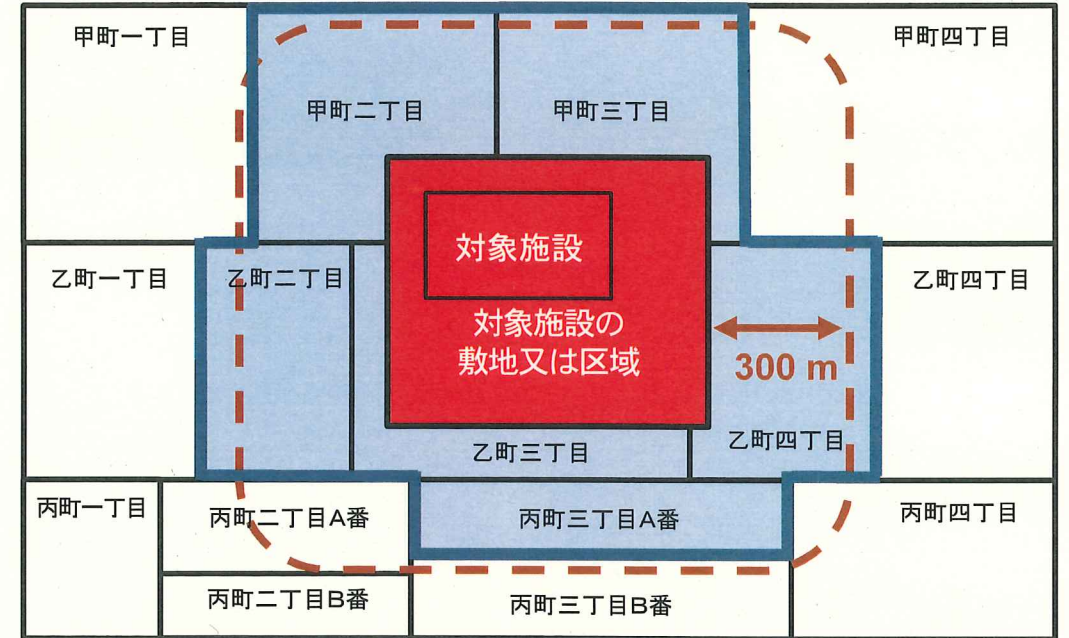 甲町一丁目
甲町四丁目
甲町二丁目
甲町三丁目
対象施設
乙町一丁目
乙町二丁目
乙町四丁目
対象施設の
敷地又は区域
300 m
乙町三丁目
乙町四丁目
丙町一丁目
丙町二丁目A番
丙町三丁目A番
丙町四丁目
丙町二丁目B番
丙町三丁目B番